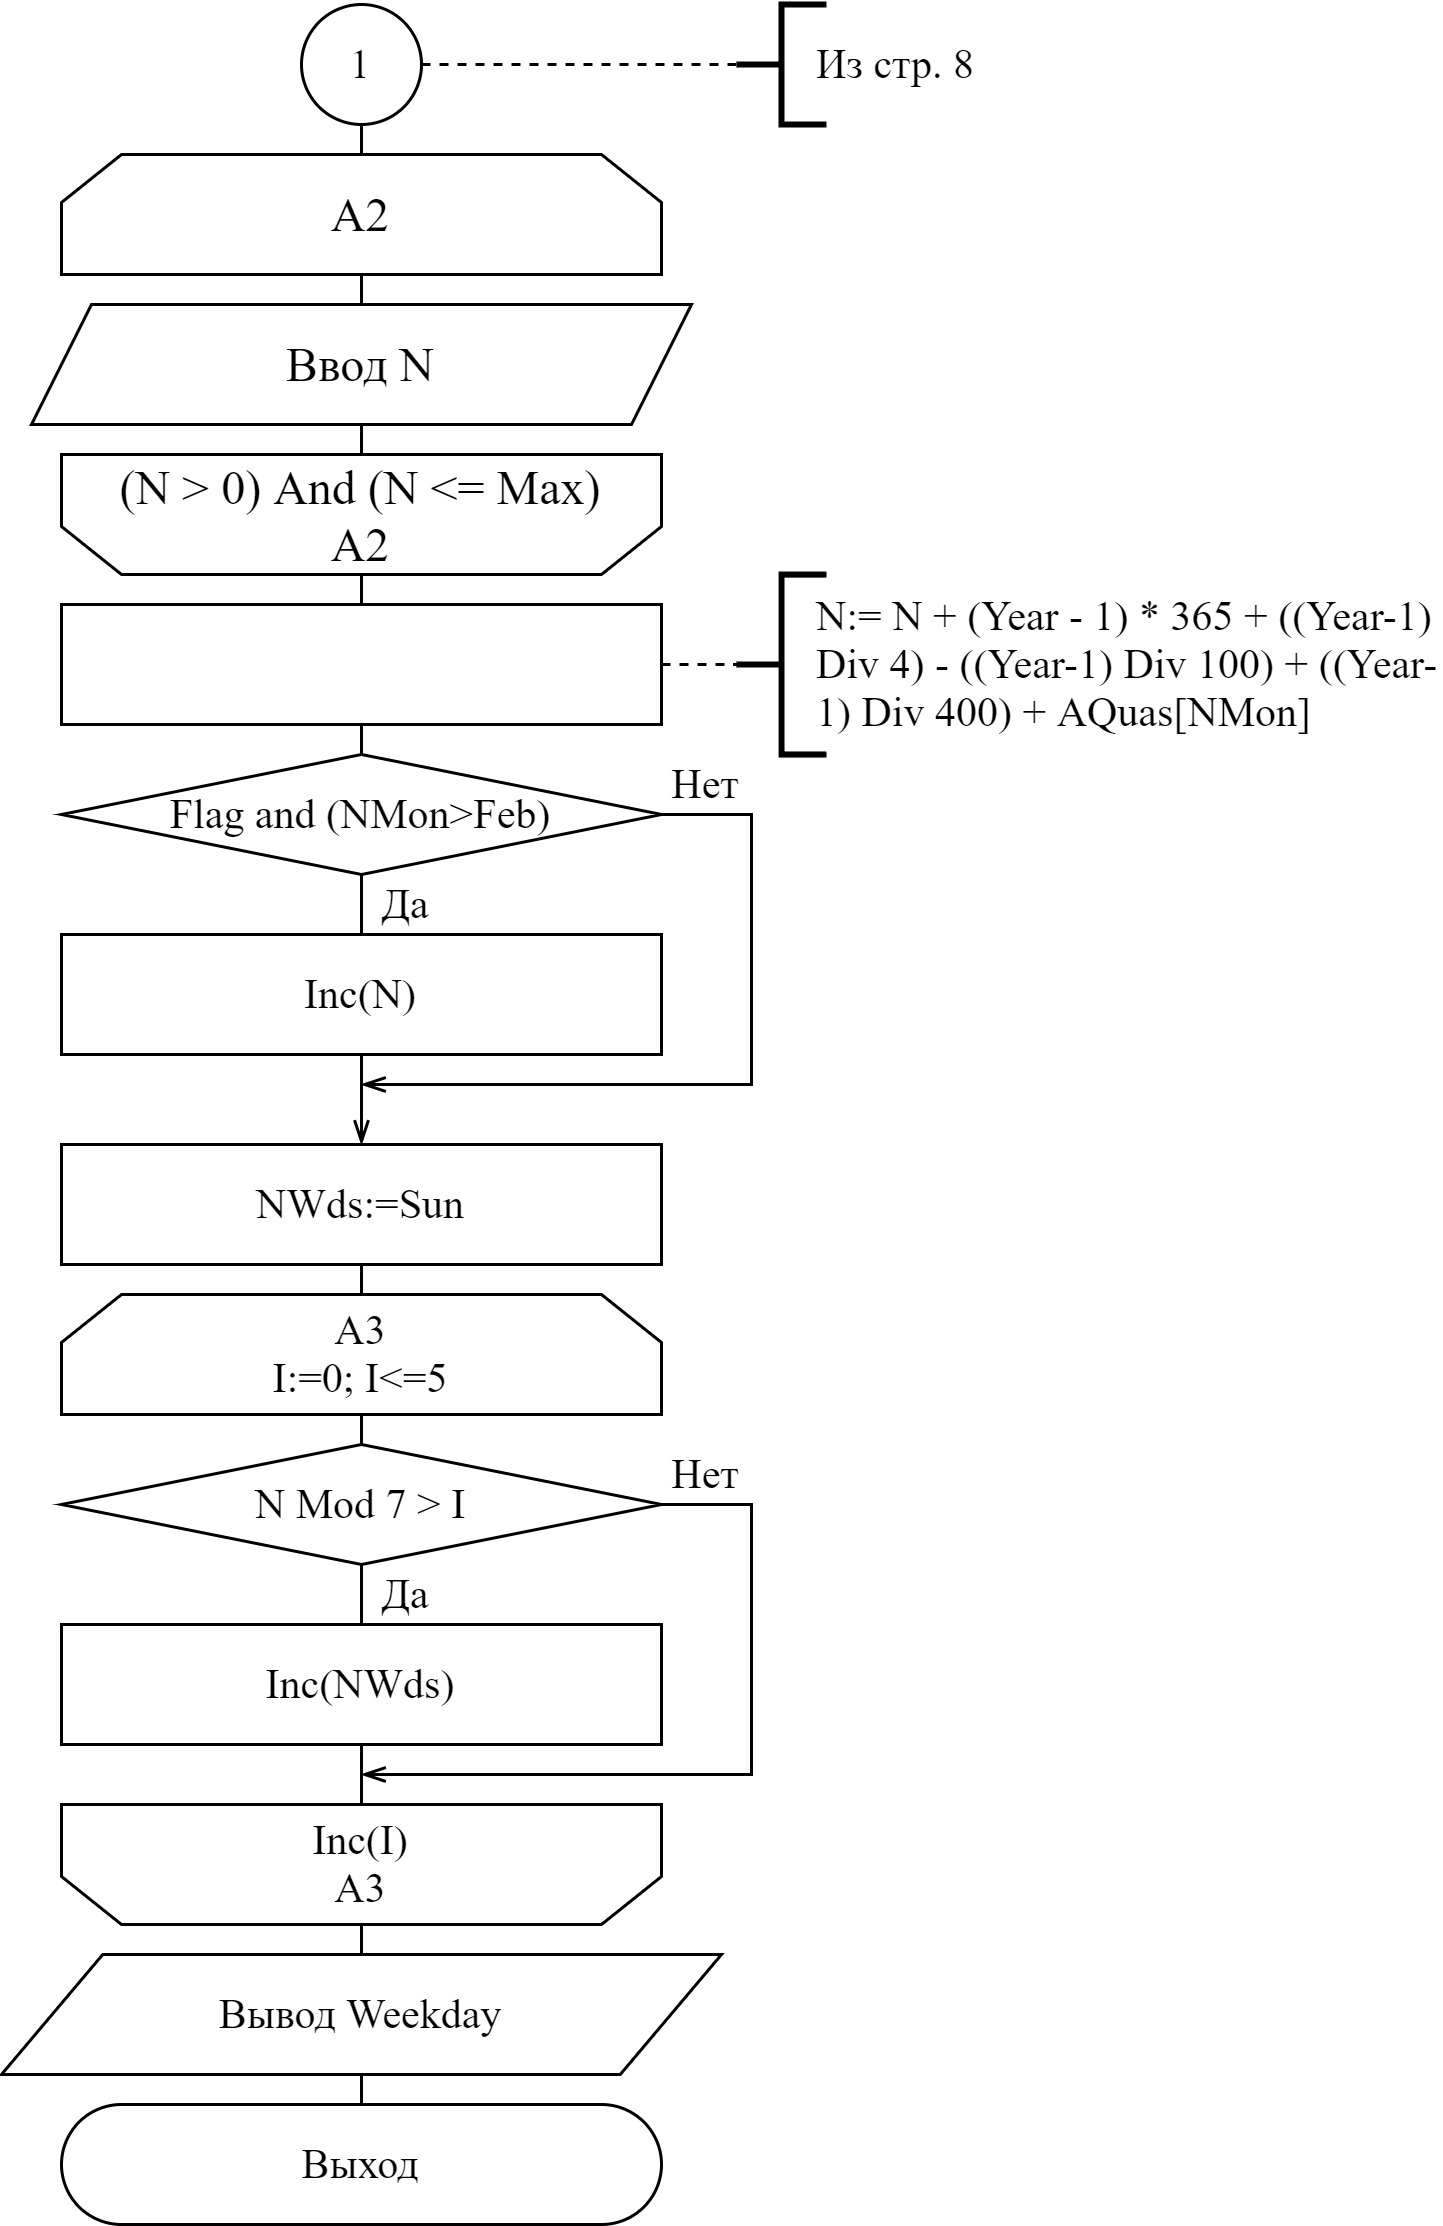 1
Из стр. 8
A2
Ввод N
(N > 0) And (N <= Max)
A2
N:= N + (Year - 1) * 365 + ((Year-1)
Div 4) - ((Year-1) Div 100) + ((Year-
1) Div 400) + AQuas[NMon]
Flag and (NMon>Feb)
Нет
Да
Inc(N)
NWds:=Sun
A3
I:=0; I<=5
N Mod 7 > I
Нет
Да
Inc(NWds)
Inc(I)
A3
Вывод Weekday
Выход